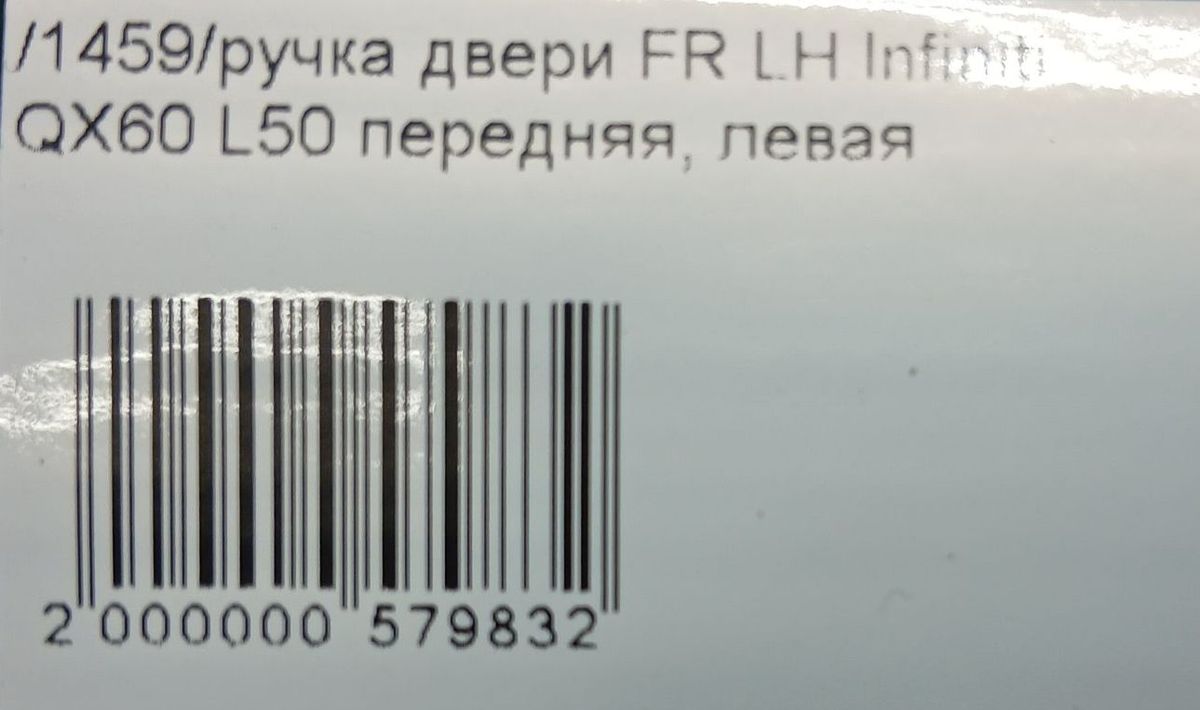 /1459/ручка двери FR LH Infiniti
QX60 L50 передняя, левая
2 000000 579832